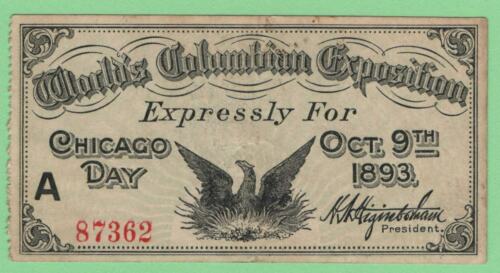 World's Columbian Exposition
Expressly For
Chicago Day
Oct. 9th 1893.
A
87362
H. N. Higinbotham
President.